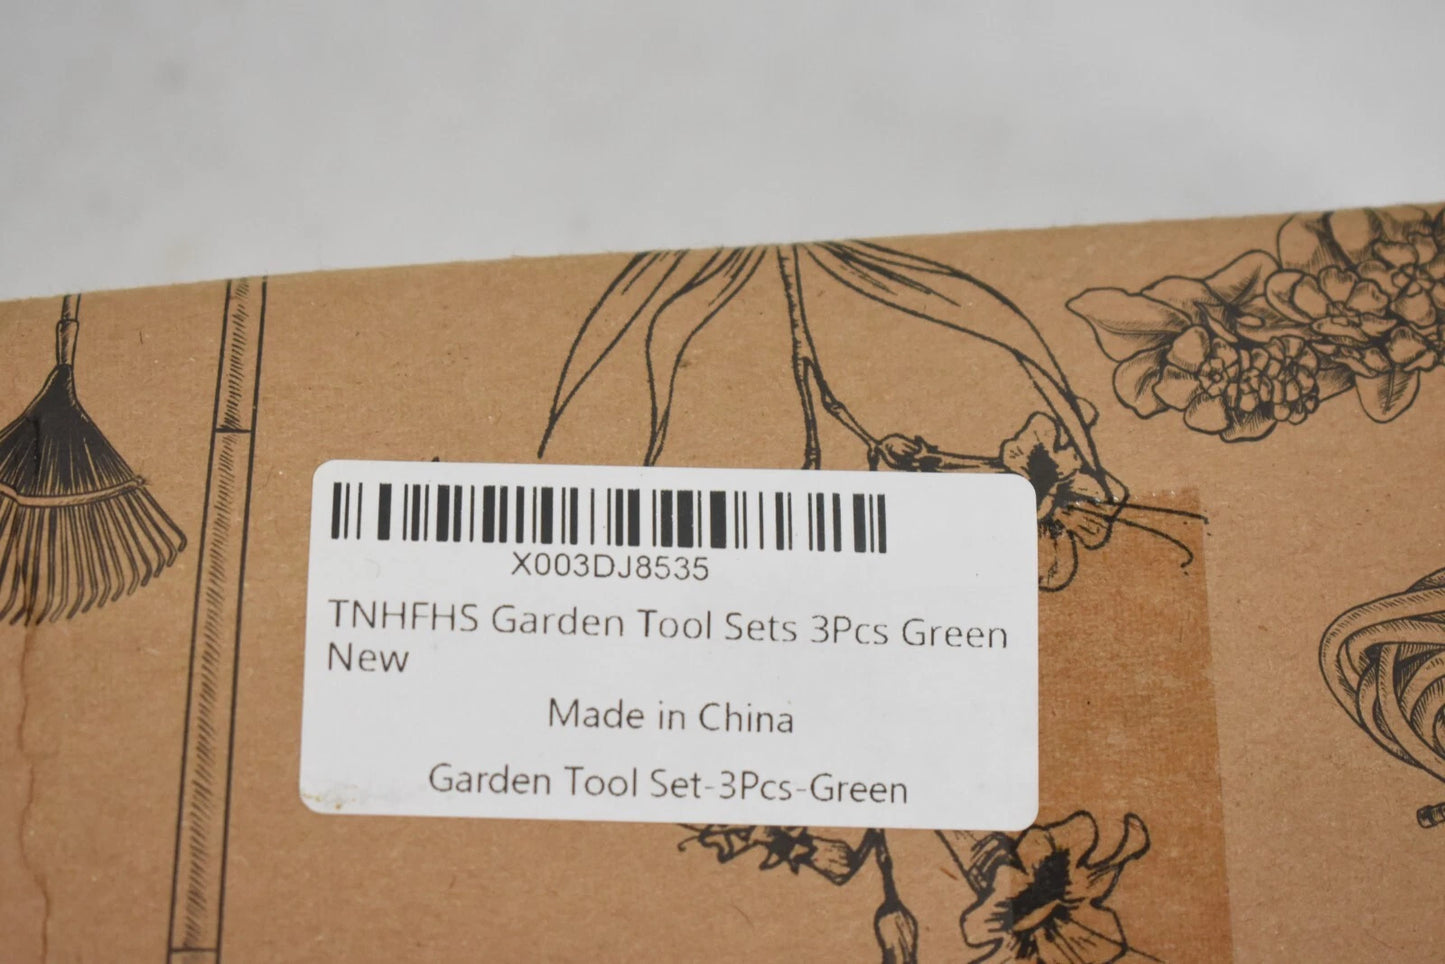 X003DJ8535
TNHFHS Garden Tool Sets 3Pcs Green
New
Made in China
Garden Tool Set-3Pcs-Green